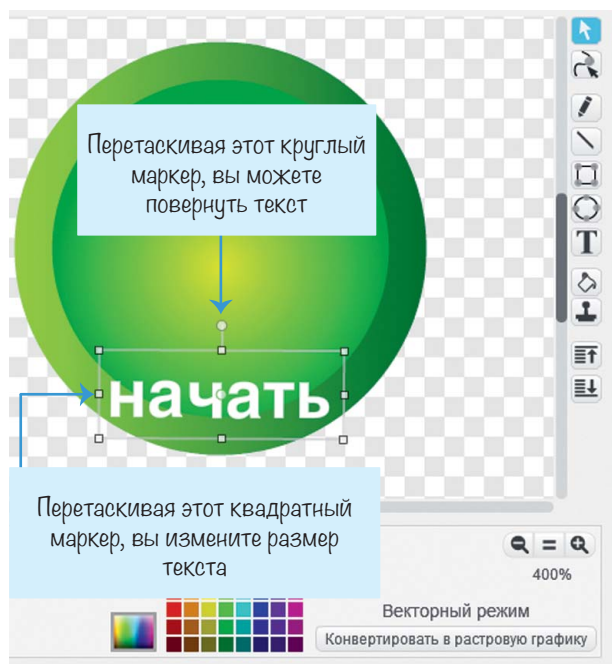 Перетаскивая этот круглый
маркер, вы можете
повернуть текст
начать
Перетаскивая этот квадратный
маркер, вы измените размер
текста
400%
Векторный режим
Конвертировать в растровую графику